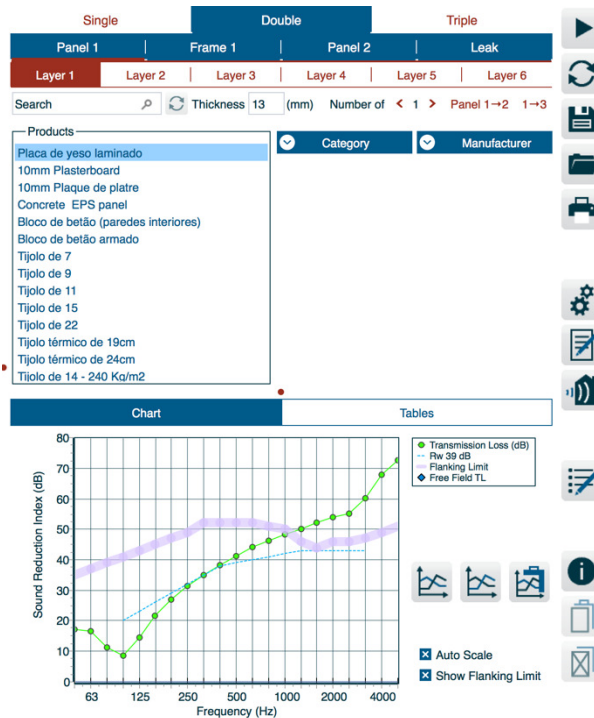 Single Double Triple
Panel 1 Frame 1 Panel 2 Leak
Layer 1 Layer 2 Layer 3 Layer 4 Layer 5 Layer 6
Search Thickness 13 (mm) Number of < 1 > Panel 1→2 1→3
Products
Category Manufacturer
Placa de yeso laminado
10mm Plasterboard
10mm Plaque de platre
Concrete EPS panel
Bloco de betão (paredes interiores)
Bloco de betão armado
Tijolo de 7
Tijolo de 9
Tijolo de 11
Tijolo de 15
Tijolo de 22
Tijolo térmico de 19cm
Tijolo térmico de 24cm
Tijolo de 14 - 240 Kg/m2
Chart Tables
80
70
60
50
40
30
20
10
0
Sound Reduction Index (dB)
63 125 250 500 1000 2000 4000
Frequency (Hz)
Transmission Loss (dB)
Rw 39 dB
Flanking Limit
Free Field TL
Auto Scale
Show Flanking Limit